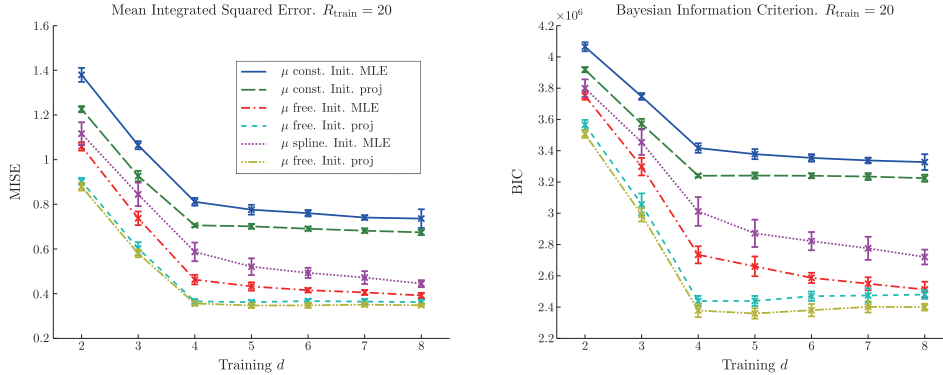 Mean Integrated Squared Error. R_train = 20
MISE
1.6
1.4
1.2
1
0.8
0.6
0.4
0.2
2 3 4 5 6 7 8
Training d
μ const. Init. MLE
μ const. Init. proj
μ free. Init. MLE
μ free. Init. proj
μ spline. Init. MLE
μ free. Init. proj
Bayesian Information Criterion. R_train = 20
×10⁶
BIC
4.2
4
3.8
3.6
3.4
3.2
3
2.8
2.6
2.4
2.2
2 3 4 5 6 7 8
Training d